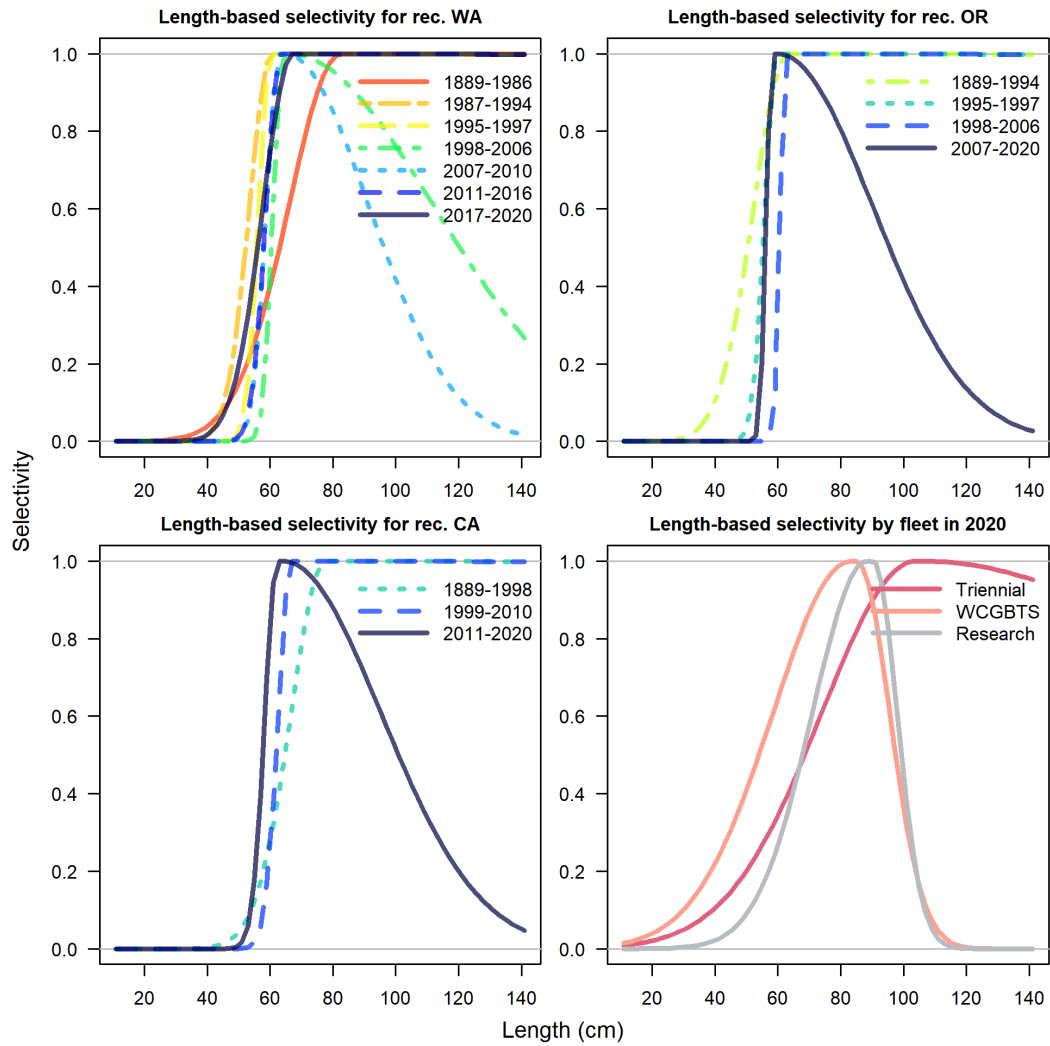 Length-based selectivity for rec. WA
1.0
0.8
0.6
0.4
0.2
0.0
20 40 60 80 100 120 140
1889-1986
1987-1994
1995-1997
1998-2006
2007-2010
2011-2016
2017-2020
Length-based selectivity for rec. OR
1.0
0.8
0.6
0.4
0.2
0.0
20 40 60 80 100 120 140
1889-1994
1995-1997
1998-2006
2007-2020
Length-based selectivity for rec. CA
1.0
0.8
0.6
0.4
0.2
0.0
20 40 60 80 100 120 140
1889-1998
1999-2010
2011-2020
Length-based selectivity by fleet in 2020
1.0
0.8
0.6
0.4
0.2
0.0
20 40 60 80 100 120 140
Triennial
WCGBTS
Research
Selectivity
Length (cm)